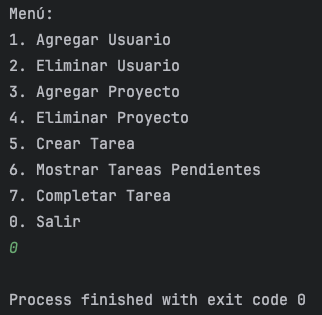 Menú:
1. Agregar Usuario
2. Eliminar Usuario
3. Agregar Proyecto
4. Eliminar Proyecto
5. Crear Tarea
6. Mostrar Tareas Pendientes
7. Completar Tarea
0. Salir
0
Process finished with exit code 0